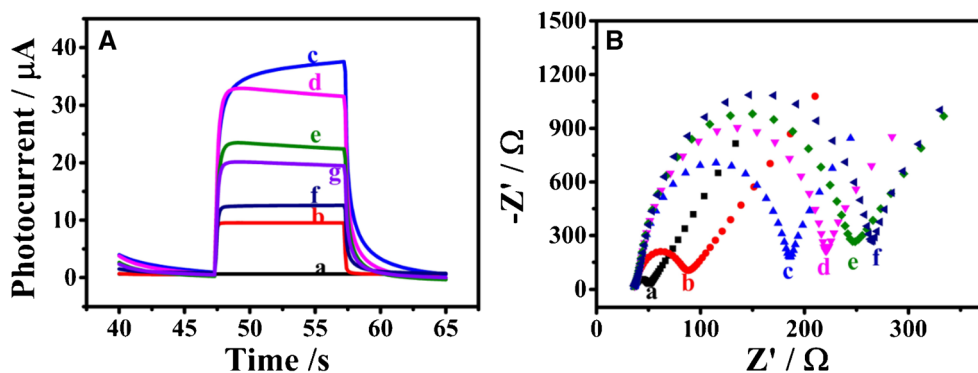 A
Photocurrent / μA
40
30
20
10
0
c
d
e
g
f
b
a
40 45 50 55 60 65
Time /s
B
-Z' / Ω
1500
1200
900
600
300
0
a
b
c
d
e
f
0 100 200 300
Z' / Ω